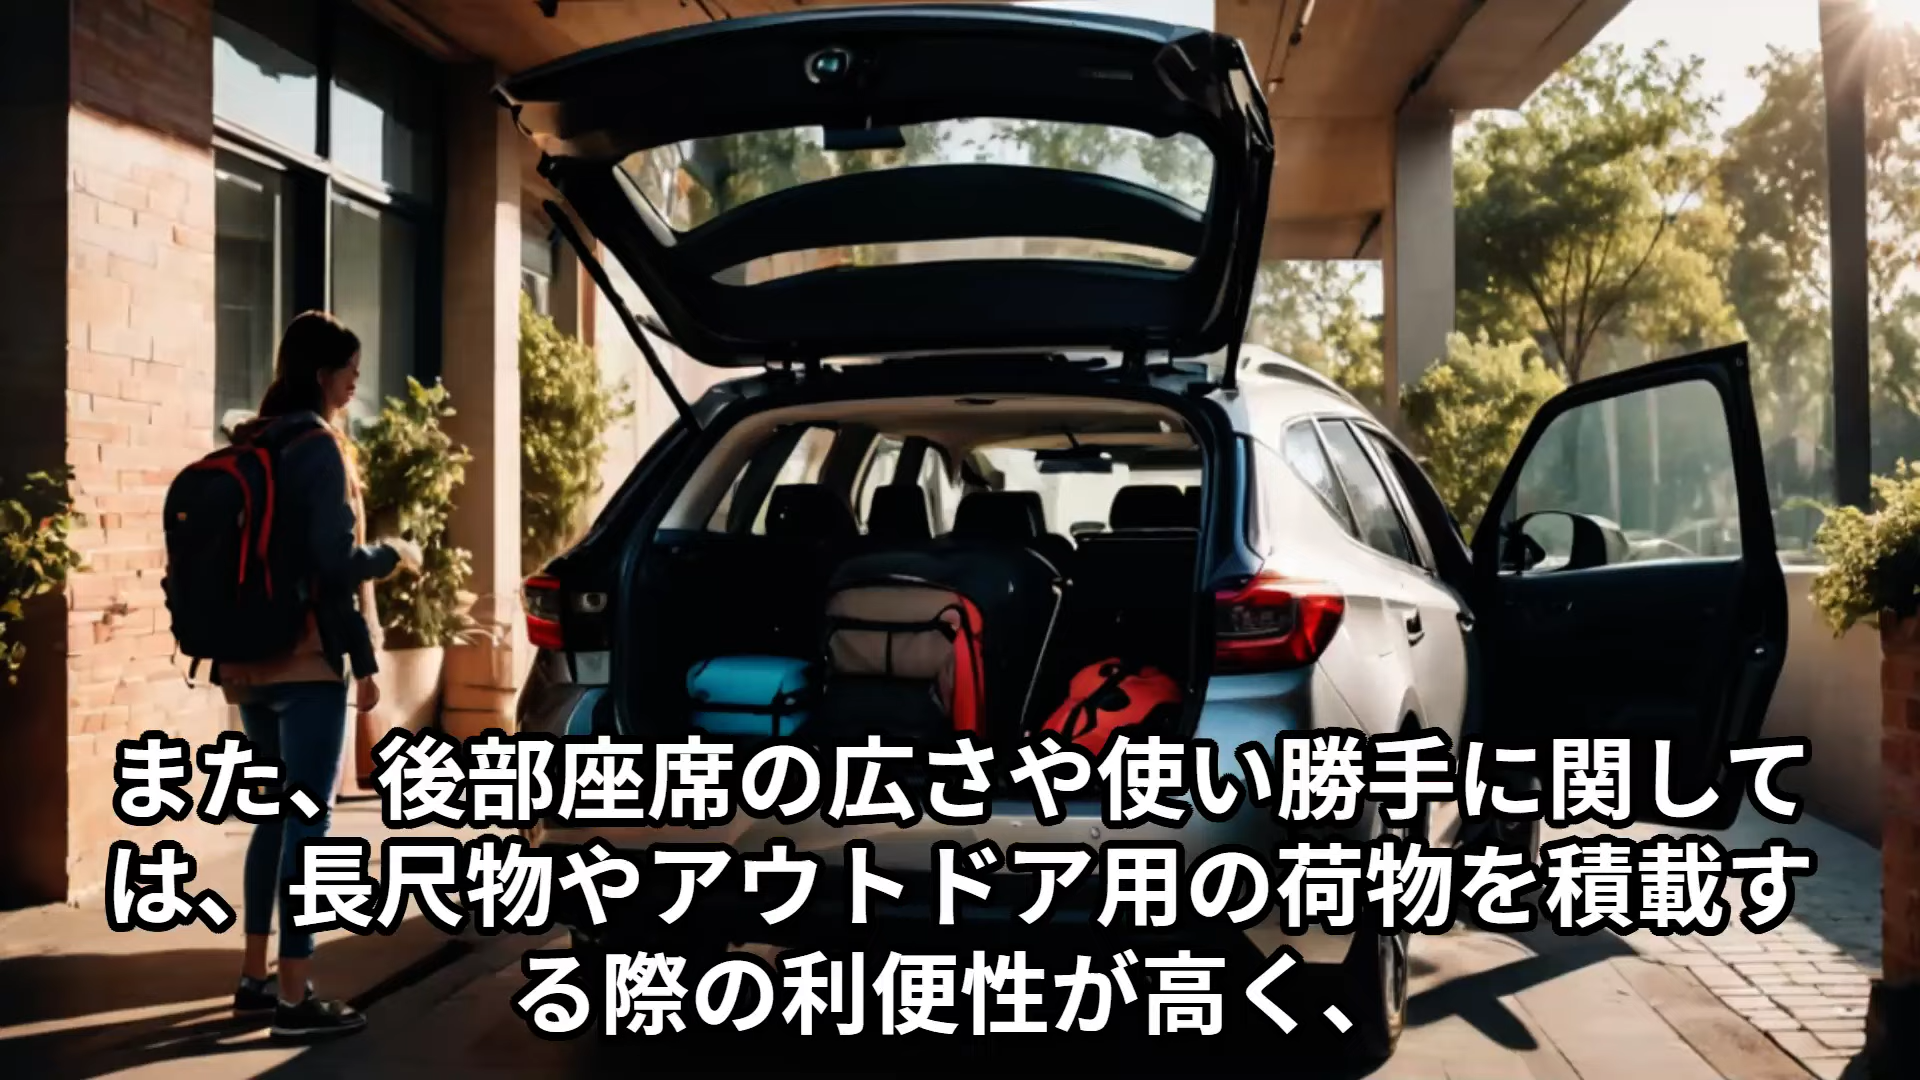 また、後部座席の広さや使い勝手に関して
は、長尺物やアウトドア用の荷物を積載す
る際の利便性が高く、